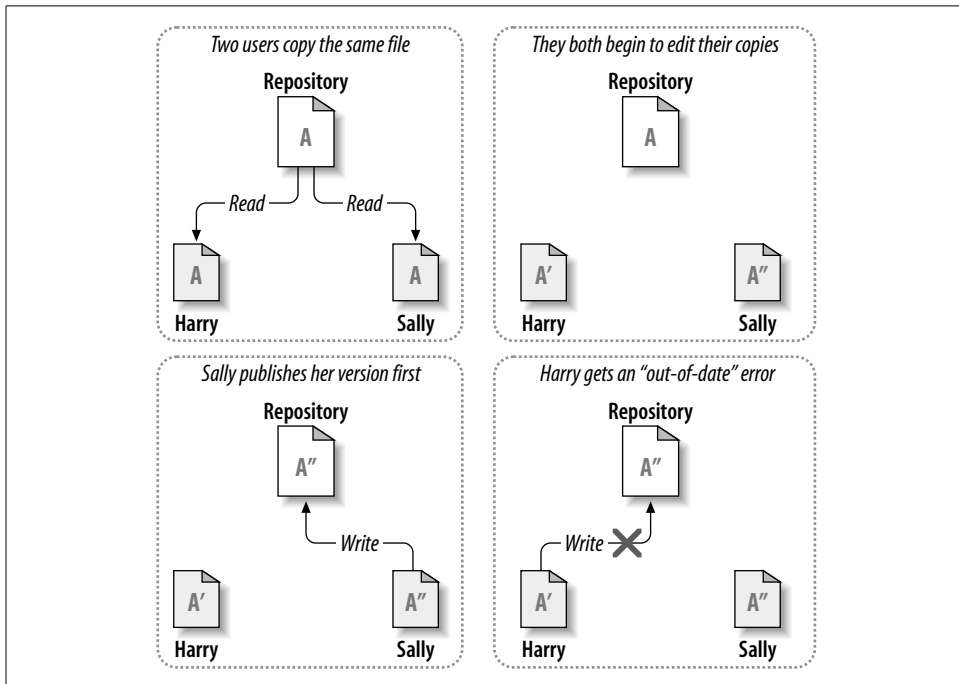 Two users copy the same file
Repository
A
Read Read
A A
Harry Sally
They both begin to edit their copies
Repository
A
A′ A″
Harry Sally
Sally publishes her version first
Repository
A″
Write
A′ A″
Harry Sally
Harry gets an “out-of-date” error
Repository
A″
Write
A′ A″
Harry Sally